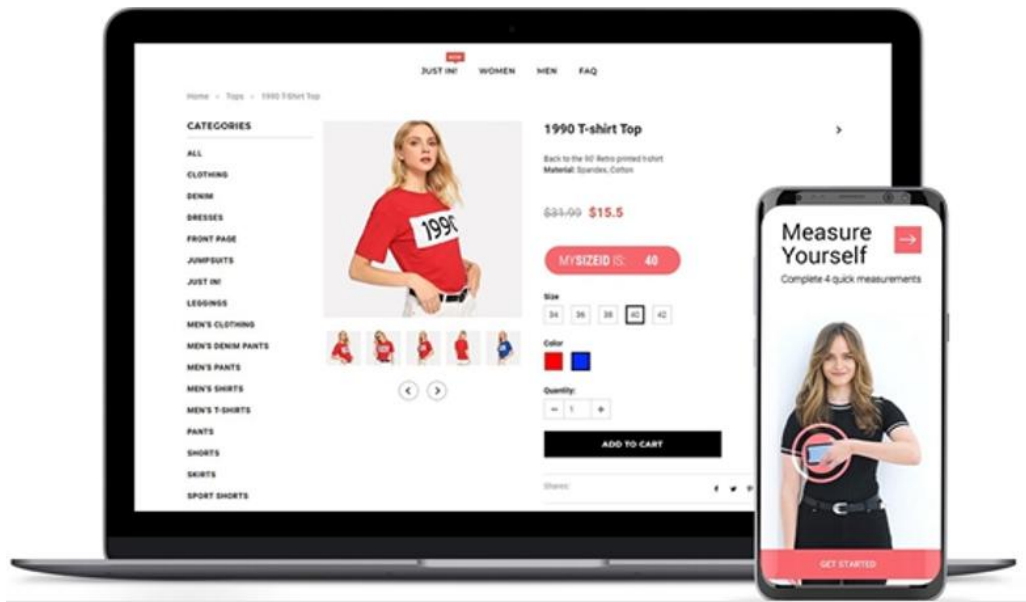 NEW
JUST IN! WOMEN MEN FAQ
Home Tops 1990 T-Shirt Top
CATEGORIES
ALL
CLOTHING
DENIM
DRESSES
FRONT PAGE
JUMPSUITS
JUST IN!
LEGGINGS
MEN'S CLOTHING
MEN'S DENIM PANTS
MEN'S PANTS
MEN'S SHIRTS
MEN'S T-SHIRTS
PANTS
SHORTS
SKIRTS
SPORT SHORTS
1990
1990 T-shirt Top
Back to the 90' Retro printed t-shirt
Material: Spandex, Cotton
$31.99 $15.5
MYSIZEID IS: 40
Size
34 36 38 40 42
Color
Quantity:
− 1 +
ADD TO CART
Shares:
Measure
Yourself
Complete 4 quick measurements
GET STARTED